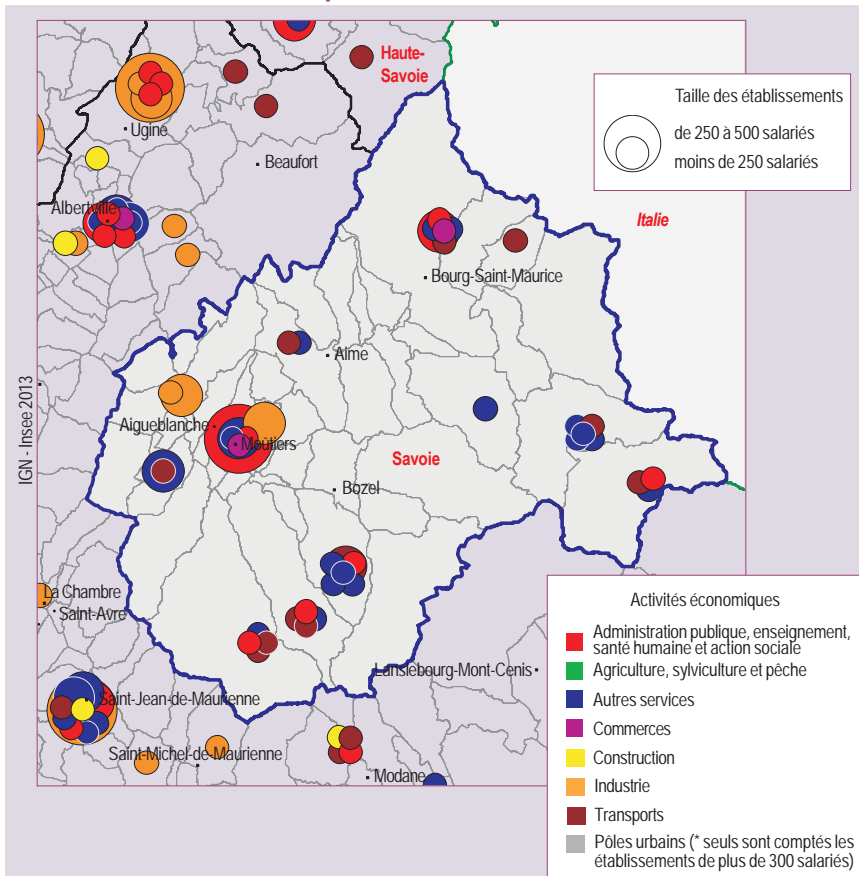 Haute-
Savoie
Taille des établissements
de 250 à 500 salariés
moins de 250 salariés
Ugine
Beaufort
Albertville
Italie
Bourg-Saint-Maurice
Aime
IGN - Insee 2013
Aigueblanche
Moûtiers
Savoie
Bozel
La Chambre
Saint-Avre
Lanslebourg-Mont-Cenis
Saint-Jean-de-Maurienne
Saint-Michel-de-Maurienne
Modane
Activités économiques
Administration publique, enseignement,
santé humaine et action sociale
Agriculture, sylviculture et pêche
Autres services
Commerces
Construction
Industrie
Transports
Pôles urbains (* seuls sont comptés les
établissements de plus de 300 salariés)